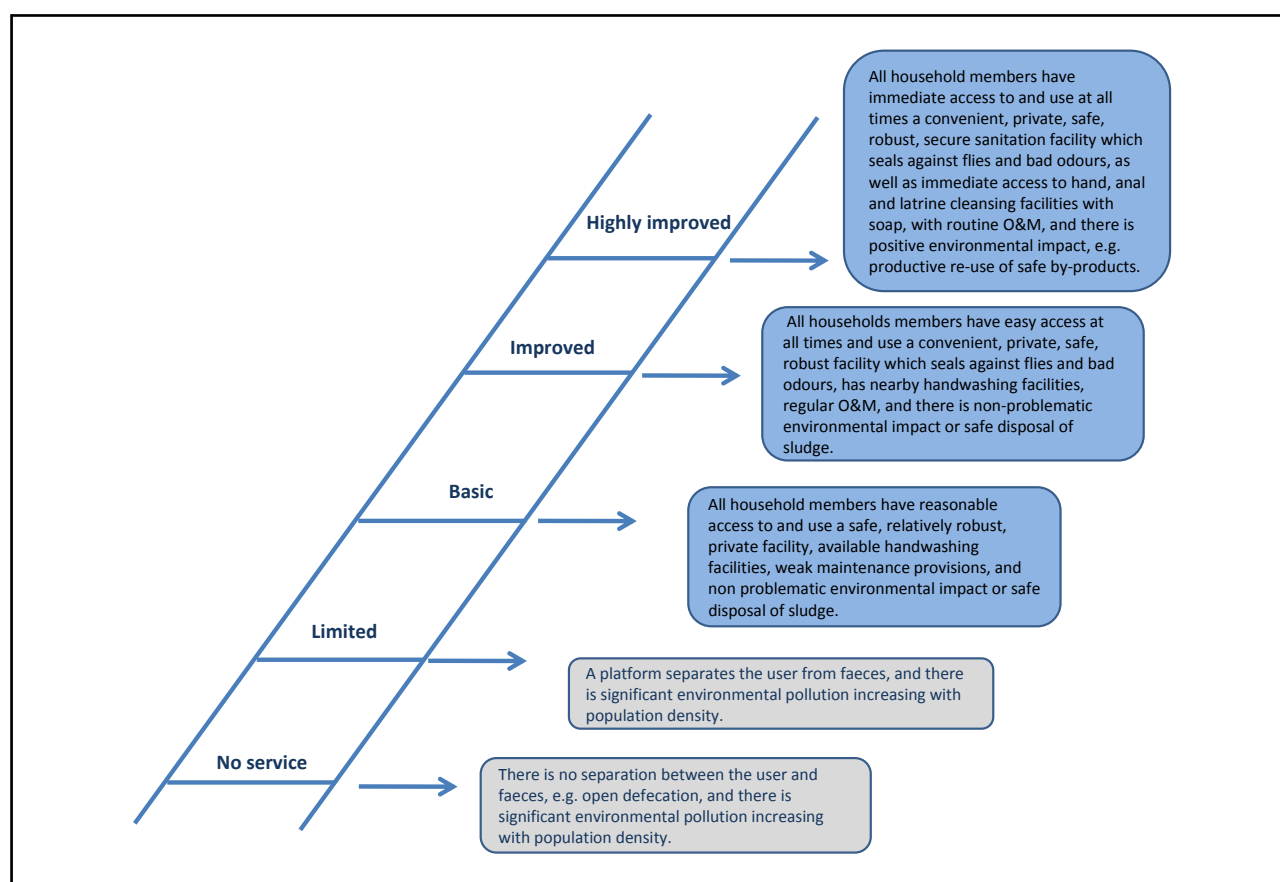 All household members have
immediate access to and use at all
times a convenient, private, safe,
robust, secure sanitation facility which
seals against flies and bad odours, as
well as immediate access to hand, anal
and latrine cleansing facilities with
soap, with routine O&M, and there is
positive environmental impact, e.g.
productive re-use of safe by-products.
Highly improved
All households members have easy access at
all times and use a convenient, private, safe,
robust facility which seals against flies and bad
odours, has nearby handwashing facilities,
regular O&M, and there is non-problematic
environmental impact or safe disposal of
sludge.
Improved
All household members have reasonable
access to and use a safe, relatively robust,
private facility, available handwashing
facilities, weak maintenance provisions, and
non problematic environmental impact or safe
disposal of sludge.
Basic
Limited
A platform separates the user from faeces, and there
is significant environmental pollution increasing with
population density.
No service
There is no separation between the user and
faeces, e.g. open defecation, and there is
significant environmental pollution increasing
with population density.